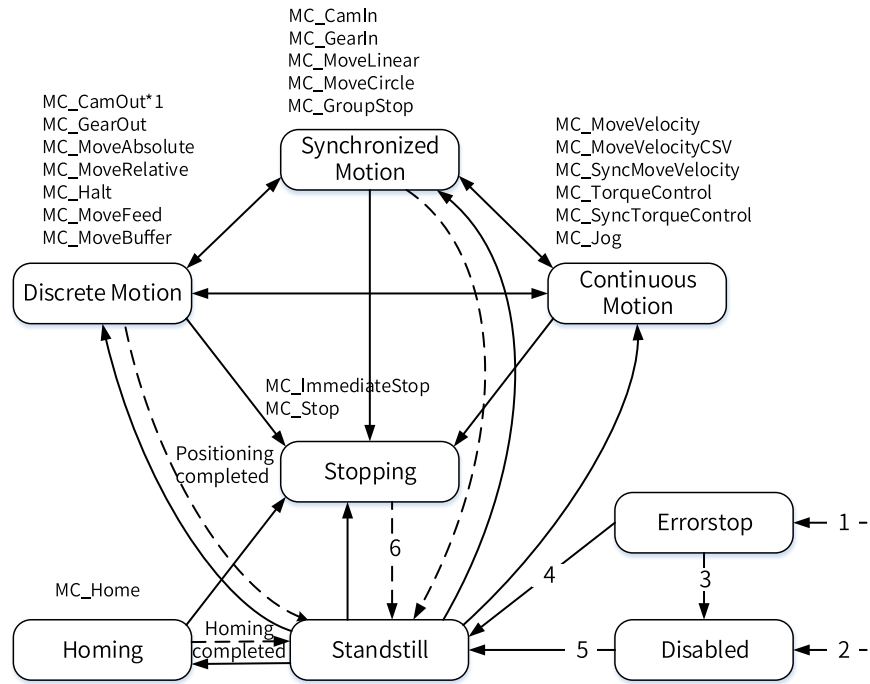 MC_CamIn
MC_GearIn
MC_MoveLinear
MC_MoveCircle
MC_GroupStop
MC_CamOut*1
MC_GearOut
MC_MoveAbsolute
MC_MoveRelative
MC_Halt
MC_MoveFeed
MC_MoveBuffer
MC_MoveVelocity
MC_MoveVelocityCSV
MC_SyncMoveVelocity
MC_TorqueControl
MC_SyncTorqueControl
MC_Jog
Synchronized
Motion
Discrete Motion
Continuous
Motion
MC_ImmediateStop
MC_Stop
Positioning
completed
Stopping
Errorstop
1
6
4
3
MC_Home
Homing
Homing
completed
Standstill
5
Disabled
2